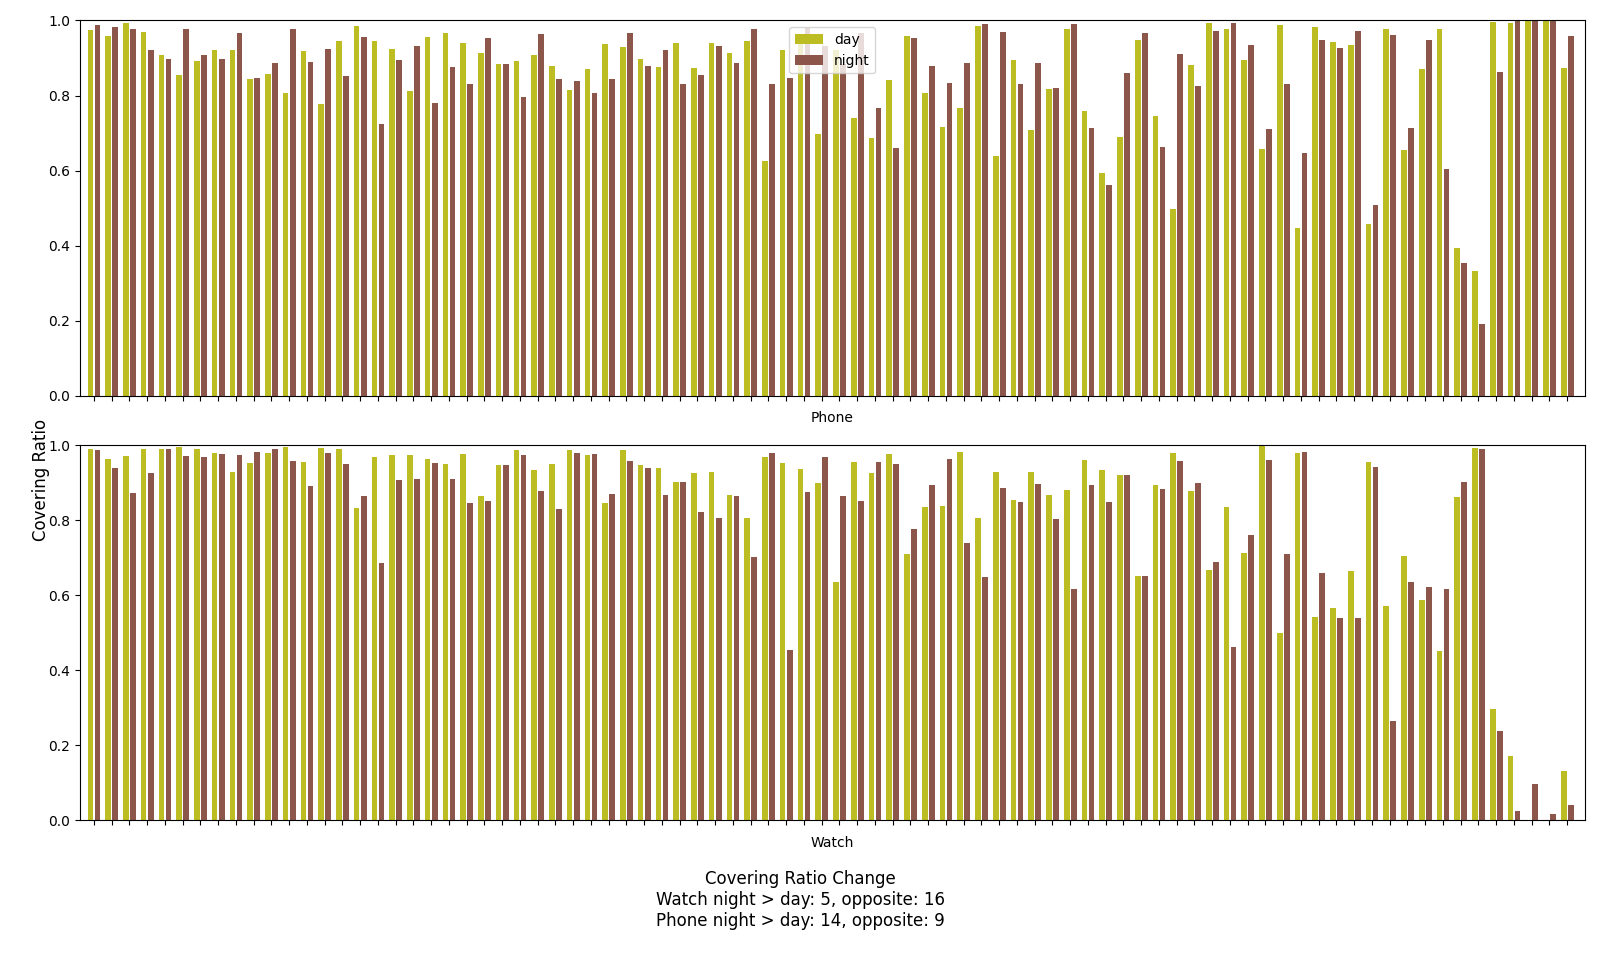 1.0
0.8
0.6
0.4
0.2
0.0
day
night
Phone
Covering Ratio
1.0
0.8
0.6
0.4
0.2
0.0
Watch
Covering Ratio Change
Watch night > day: 5, opposite: 16
Phone night > day: 14, opposite: 9